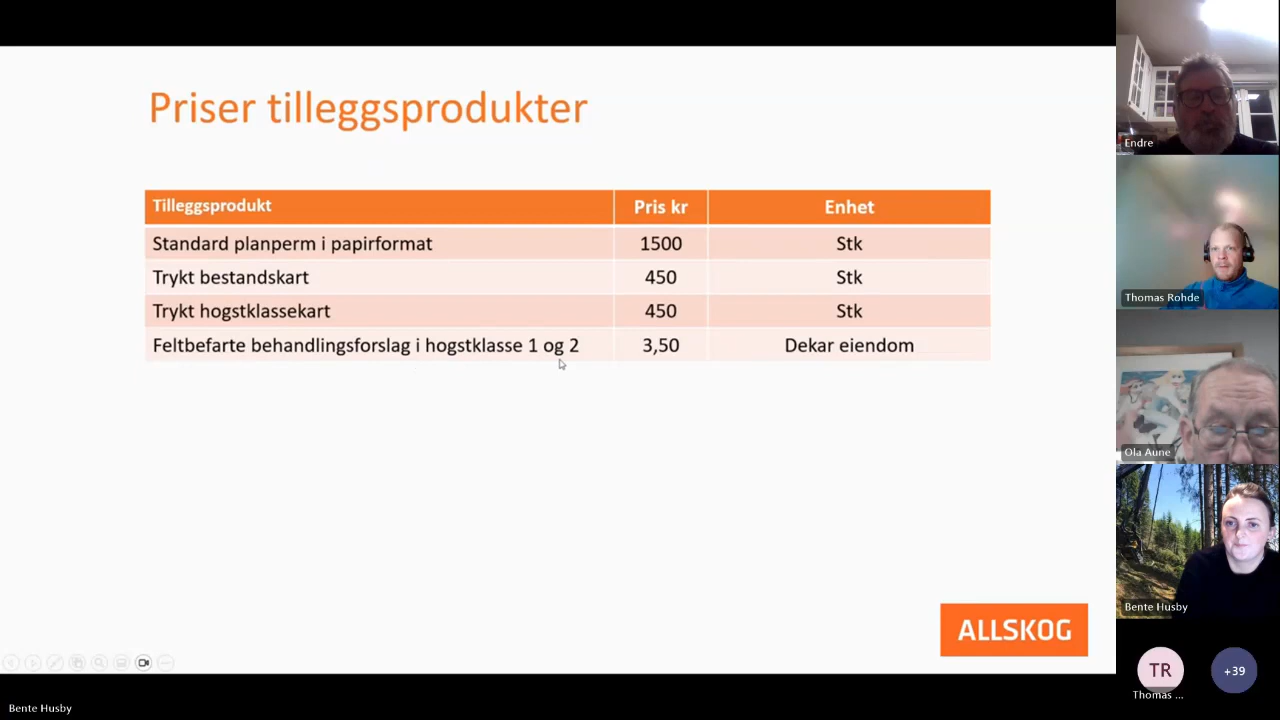 Priser tilleggsprodukter
Tilleggsprodukt Pris kr Enhet
Standard planperm i papirformat 1500 Stk
Trykt bestandskart 450 Stk
Trykt hogstklassekart 450 Stk
Feltbefarte behandlingsforslag i hogstklasse 1 og 2 3,50 Dekar eiendom
ALLSKOG
Bente Husby
Endre
Thomas Rohde
Ola Aune
Bente Husby
TR
+39
Thomas ...